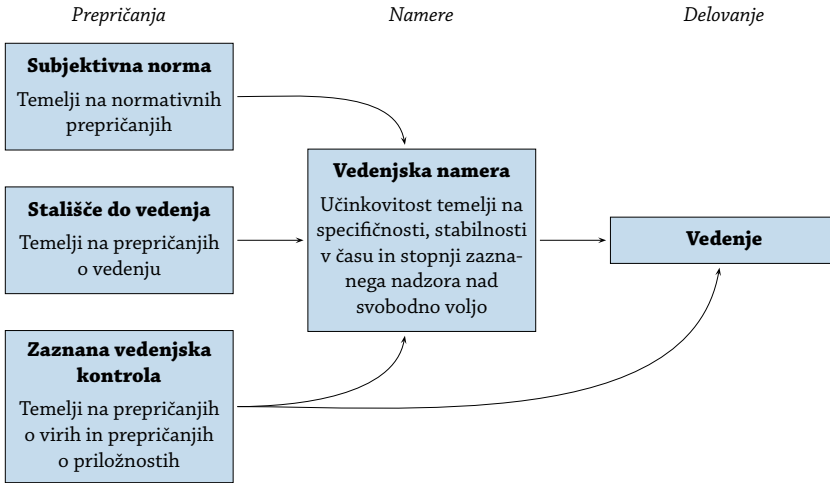 Prepričanja
Namere
Delovanje
Subjektivna norma
Temelji na normativnih
prepričanjih
Stališče do vedenja
Temelji na prepričanjih
o vedenju
Zaznana vedenjska
kontrola
Temelji na prepričanjih
o virih in prepričanjih
o priložnostih
Vedenjska namera
Učinkovitost temelji na
specifičnosti, stabilnosti
v času in stopnji zazna-
nega nadzora nad
svobodno voljo
Vedenje